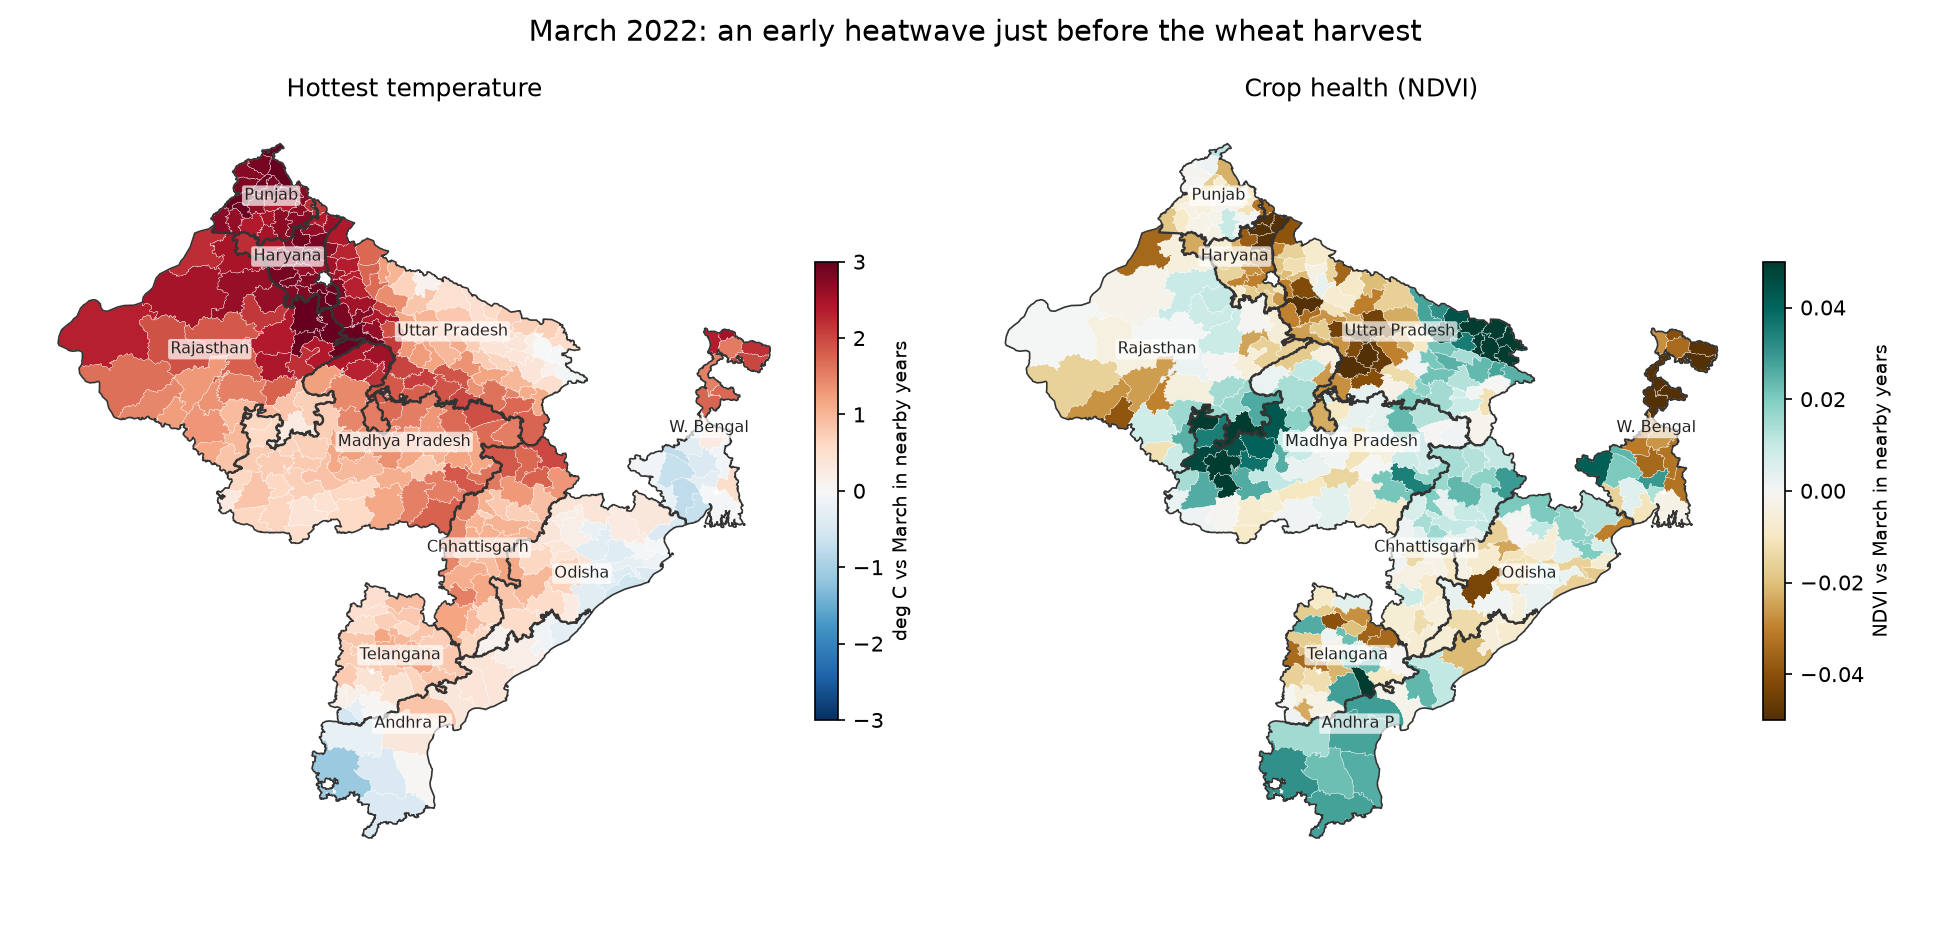 March 2022: an early heatwave just before the wheat harvest
Hottest temperature
Punjab
Haryana
Uttar Pradesh
Rajasthan
W. Bengal
Madhya Pradesh
Chhattisgarh
Odisha
Telangana
Andhra P.
3
2
1
0
−1
−2
−3
deg C vs March in nearby years
Crop health (NDVI)
Punjab
Haryana
Uttar Pradesh
Rajasthan
W. Bengal
Madhya Pradesh
Chhattisgarh
Odisha
Telangana
Andhra P.
0.04
0.02
0.00
−0.02
−0.04
NDVI vs March in nearby years